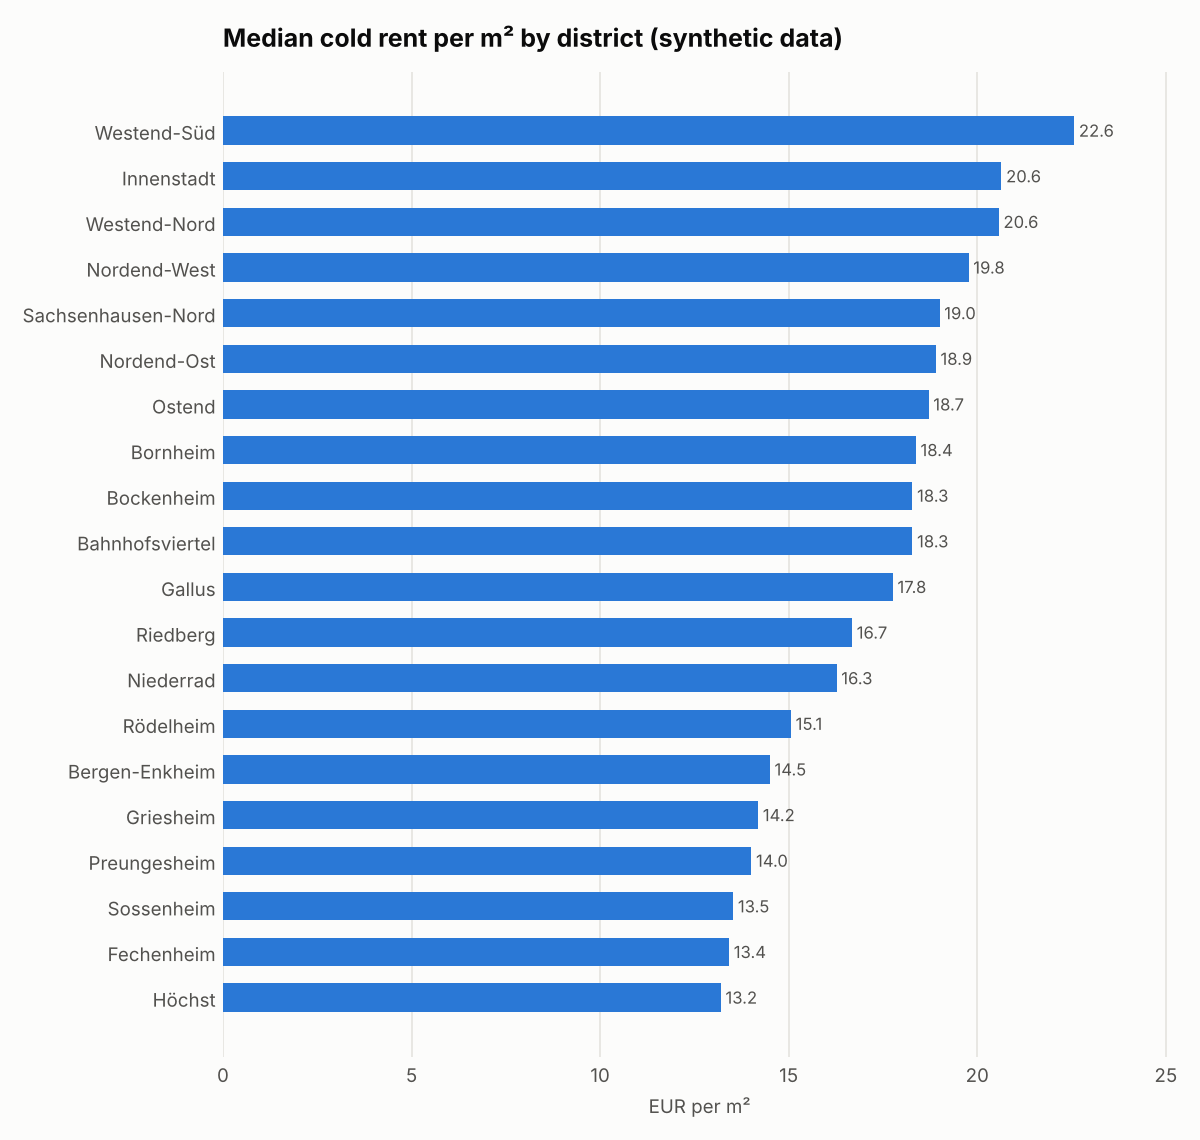 Median cold rent per m² by district (synthetic data)
Westend-Süd 22.6
Innenstadt 20.6
Westend-Nord 20.6
Nordend-West 19.8
Sachsenhausen-Nord 19.0
Nordend-Ost 18.9
Ostend 18.7
Bornheim 18.4
Bockenheim 18.3
Bahnhofsviertel 18.3
Gallus 17.8
Riedberg 16.7
Niederrad 16.3
Rödelheim 15.1
Bergen-Enkheim 14.5
Griesheim 14.2
Preungesheim 14.0
Sossenheim 13.5
Fechenheim 13.4
Höchst 13.2
0 5 10 15 20 25
EUR per m²